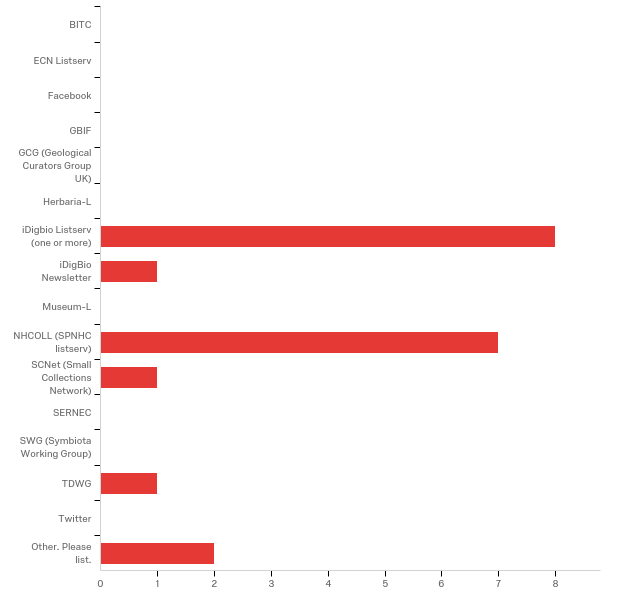 BITC
ECN Listserv
Facebook
GBIF
GCG (Geological
Curators Group
UK)
Herbaria-L
iDigbio Listserv
(one or more)
iDigBio
Newsletter
Museum-L
NHCOLL (SPNHC
listserv)
SCNet (Small
Collections
Network)
SERNEC
SWG (Symbiota
Working Group)
TDWG
Twitter
Other. Please
list.
0 1 2 3 4 5 6 7 8